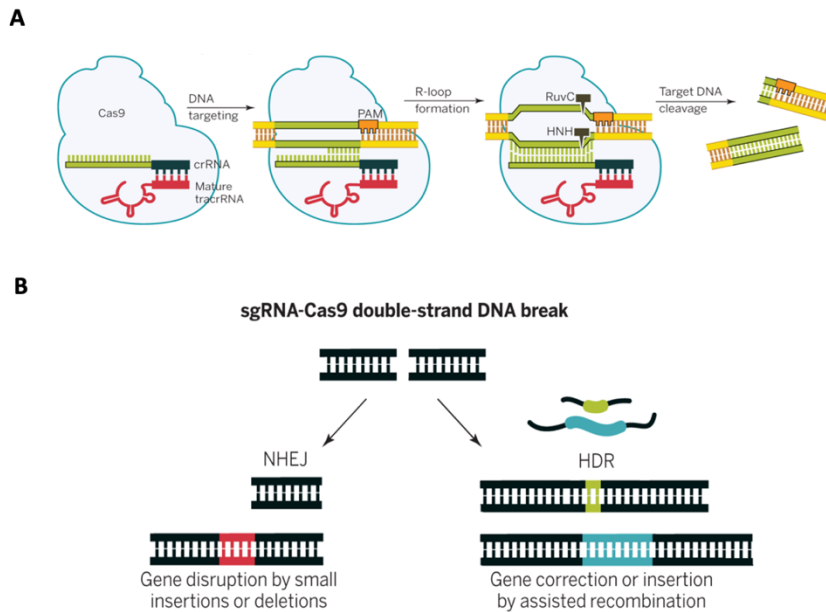 A
Cas9
DNA
targeting
PAM
R-loop
formation
RuvC
HNH
Target DNA
cleavage
crRNA
Mature
tracrRNA
B
sgRNA-Cas9 double-strand DNA break
NHEJ
HDR
Gene disruption by small
insertions or deletions
Gene correction or insertion
by assisted recombination